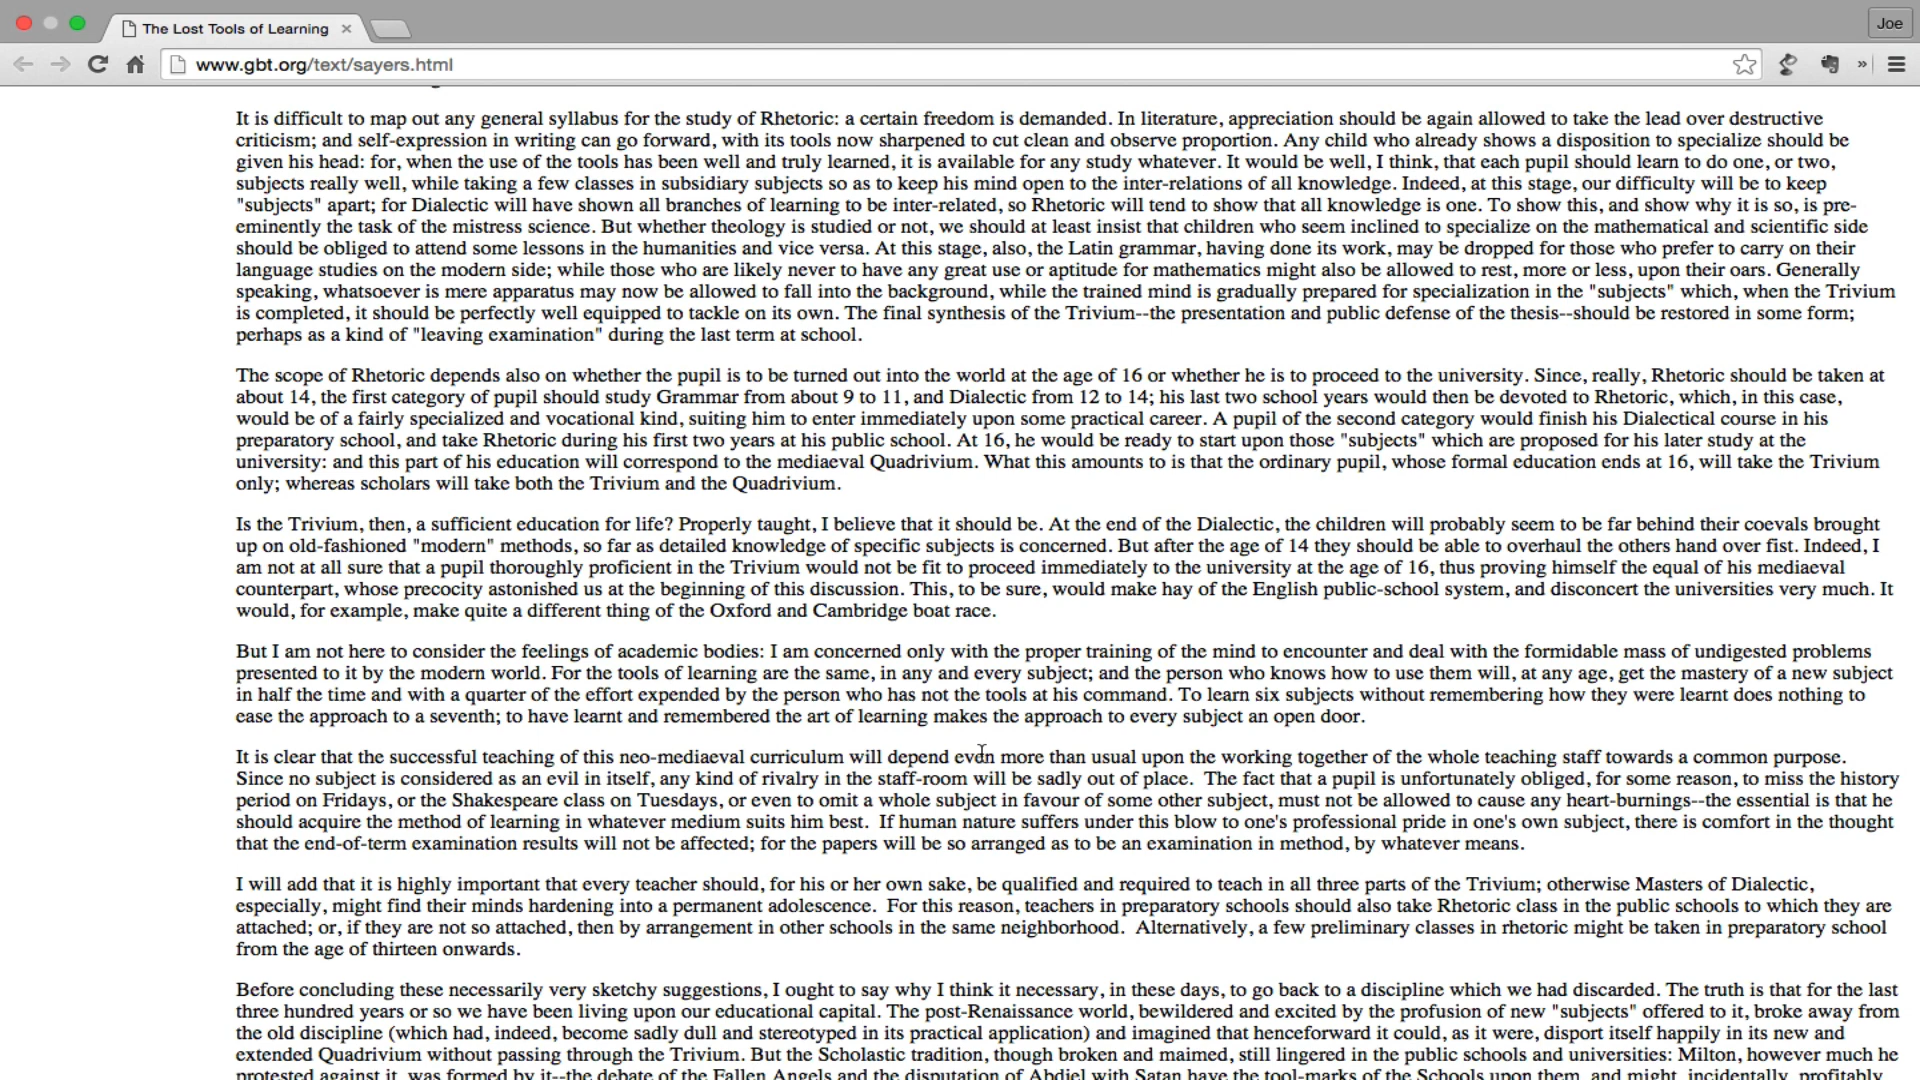 The Lost Tools of Learning
Joe
www.gbt.org/text/sayers.html
It is difficult to map out any general syllabus for the study of Rhetoric: a certain freedom is demanded. In literature, appreciation should be again allowed to take the lead over destructive
criticism; and self-expression in writing can go forward, with its tools now sharpened to cut clean and observe proportion. Any child who already shows a disposition to specialize should be
given his head: for, when the use of the tools has been well and truly learned, it is available for any study whatever. It would be well, I think, that each pupil should learn to do one, or two,
subjects really well, while taking a few classes in subsidiary subjects so as to keep his mind open to the inter-relations of all knowledge. Indeed, at this stage, our difficulty will be to keep
"subjects" apart; for Dialectic will have shown all branches of learning to be inter-related, so Rhetoric will tend to show that all knowledge is one. To show this, and show why it is so, is pre-
eminently the task of the mistress science. But whether theology is studied or not, we should at least insist that children who seem inclined to specialize on the mathematical and scientific side
should be obliged to attend some lessons in the humanities and vice versa. At this stage, also, the Latin grammar, having done its work, may be dropped for those who prefer to carry on their
language studies on the modern side; while those who are likely never to have any great use or aptitude for mathematics might also be allowed to rest, more or less, upon their oars. Generally
speaking, whatsoever is mere apparatus may now be allowed to fall into the background, while the trained mind is gradually prepared for specialization in the "subjects" which, when the Trivium
is completed, it should be perfectly well equipped to tackle on its own. The final synthesis of the Trivium--the presentation and public defense of the thesis--should be restored in some form;
perhaps as a kind of "leaving examination" during the last term at school.
The scope of Rhetoric depends also on whether the pupil is to be turned out into the world at the age of 16 or whether he is to proceed to the university. Since, really, Rhetoric should be taken at
about 14, the first category of pupil should study Grammar from about 9 to 11, and Dialectic from 12 to 14; his last two school years would then be devoted to Rhetoric, which, in this case,
would be of a fairly specialized and vocational kind, suiting him to enter immediately upon some practical career. A pupil of the second category would finish his Dialectical course in his
preparatory school, and take Rhetoric during his first two years at his public school. At 16, he would be ready to start upon those "subjects" which are proposed for his later study at the
university: and this part of his education will correspond to the mediaeval Quadrivium. What this amounts to is that the ordinary pupil, whose formal education ends at 16, will take the Trivium
only; whereas scholars will take both the Trivium and the Quadrivium.
Is the Trivium, then, a sufficient education for life? Properly taught, I believe that it should be. At the end of the Dialectic, the children will probably seem to be far behind their coevals brought
up on old-fashioned "modern" methods, so far as detailed knowledge of specific subjects is concerned. But after the age of 14 they should be able to overhaul the others hand over fist. Indeed, I
am not at all sure that a pupil thoroughly proficient in the Trivium would not be fit to proceed immediately to the university at the age of 16, thus proving himself the equal of his mediaeval
counterpart, whose precocity astonished us at the beginning of this discussion. This, to be sure, would make hay of the English public-school system, and disconcert the universities very much. It
would, for example, make quite a different thing of the Oxford and Cambridge boat race.
But I am not here to consider the feelings of academic bodies: I am concerned only with the proper training of the mind to encounter and deal with the formidable mass of undigested problems
presented to it by the modern world. For the tools of learning are the same, in any and every subject; and the person who knows how to use them will, at any age, get the mastery of a new subject
in half the time and with a quarter of the effort expended by the person who has not the tools at his command. To learn six subjects without remembering how they were learnt does nothing to
ease the approach to a seventh; to have learnt and remembered the art of learning makes the approach to every subject an open door.
It is clear that the successful teaching of this neo-mediaeval curriculum will depend even more than usual upon the working together of the whole teaching staff towards a common purpose.
Since no subject is considered as an evil in itself, any kind of rivalry in the staff-room will be sadly out of place. The fact that a pupil is unfortunately obliged, for some reason, to miss the history
period on Fridays, or the Shakespeare class on Tuesdays, or even to omit a whole subject in favour of some other subject, must not be allowed to cause any heart-burnings--the essential is that he
should acquire the method of learning in whatever medium suits him best. If human nature suffers under this blow to one's professional pride in one's own subject, there is comfort in the thought
that the end-of-term examination results will not be affected; for the papers will be so arranged as to be an examination in method, by whatever means.
I will add that it is highly important that every teacher should, for his or her own sake, be qualified and required to teach in all three parts of the Trivium; otherwise Masters of Dialectic,
especially, might find their minds hardening into a permanent adolescence. For this reason, teachers in preparatory schools should also take Rhetoric class in the public schools to which they are
attached; or, if they are not so attached, then by arrangement in other schools in the same neighborhood. Alternatively, a few preliminary classes in rhetoric might be taken in preparatory school
from the age of thirteen onwards.
Before concluding these necessarily very sketchy suggestions, I ought to say why I think it necessary, in these days, to go back to a discipline which we had discarded. The truth is that for the last
three hundred years or so we have been living upon our educational capital. The post-Renaissance world, bewildered and excited by the profusion of new "subjects" offered to it, broke away from
the old discipline (which had, indeed, become sadly dull and stereotyped in its practical application) and imagined that henceforward it could, as it were, disport itself happily in its new and
extended Quadrivium without passing through the Trivium. But the Scholastic tradition, though broken and maimed, still lingered in the public schools and universities: Milton, however much he
protested against it, was formed by it--the debate of the Fallen Angels and the disputation of Abdiel with Satan have the tool-marks of the Schools upon them, and might, incidentally, profitably